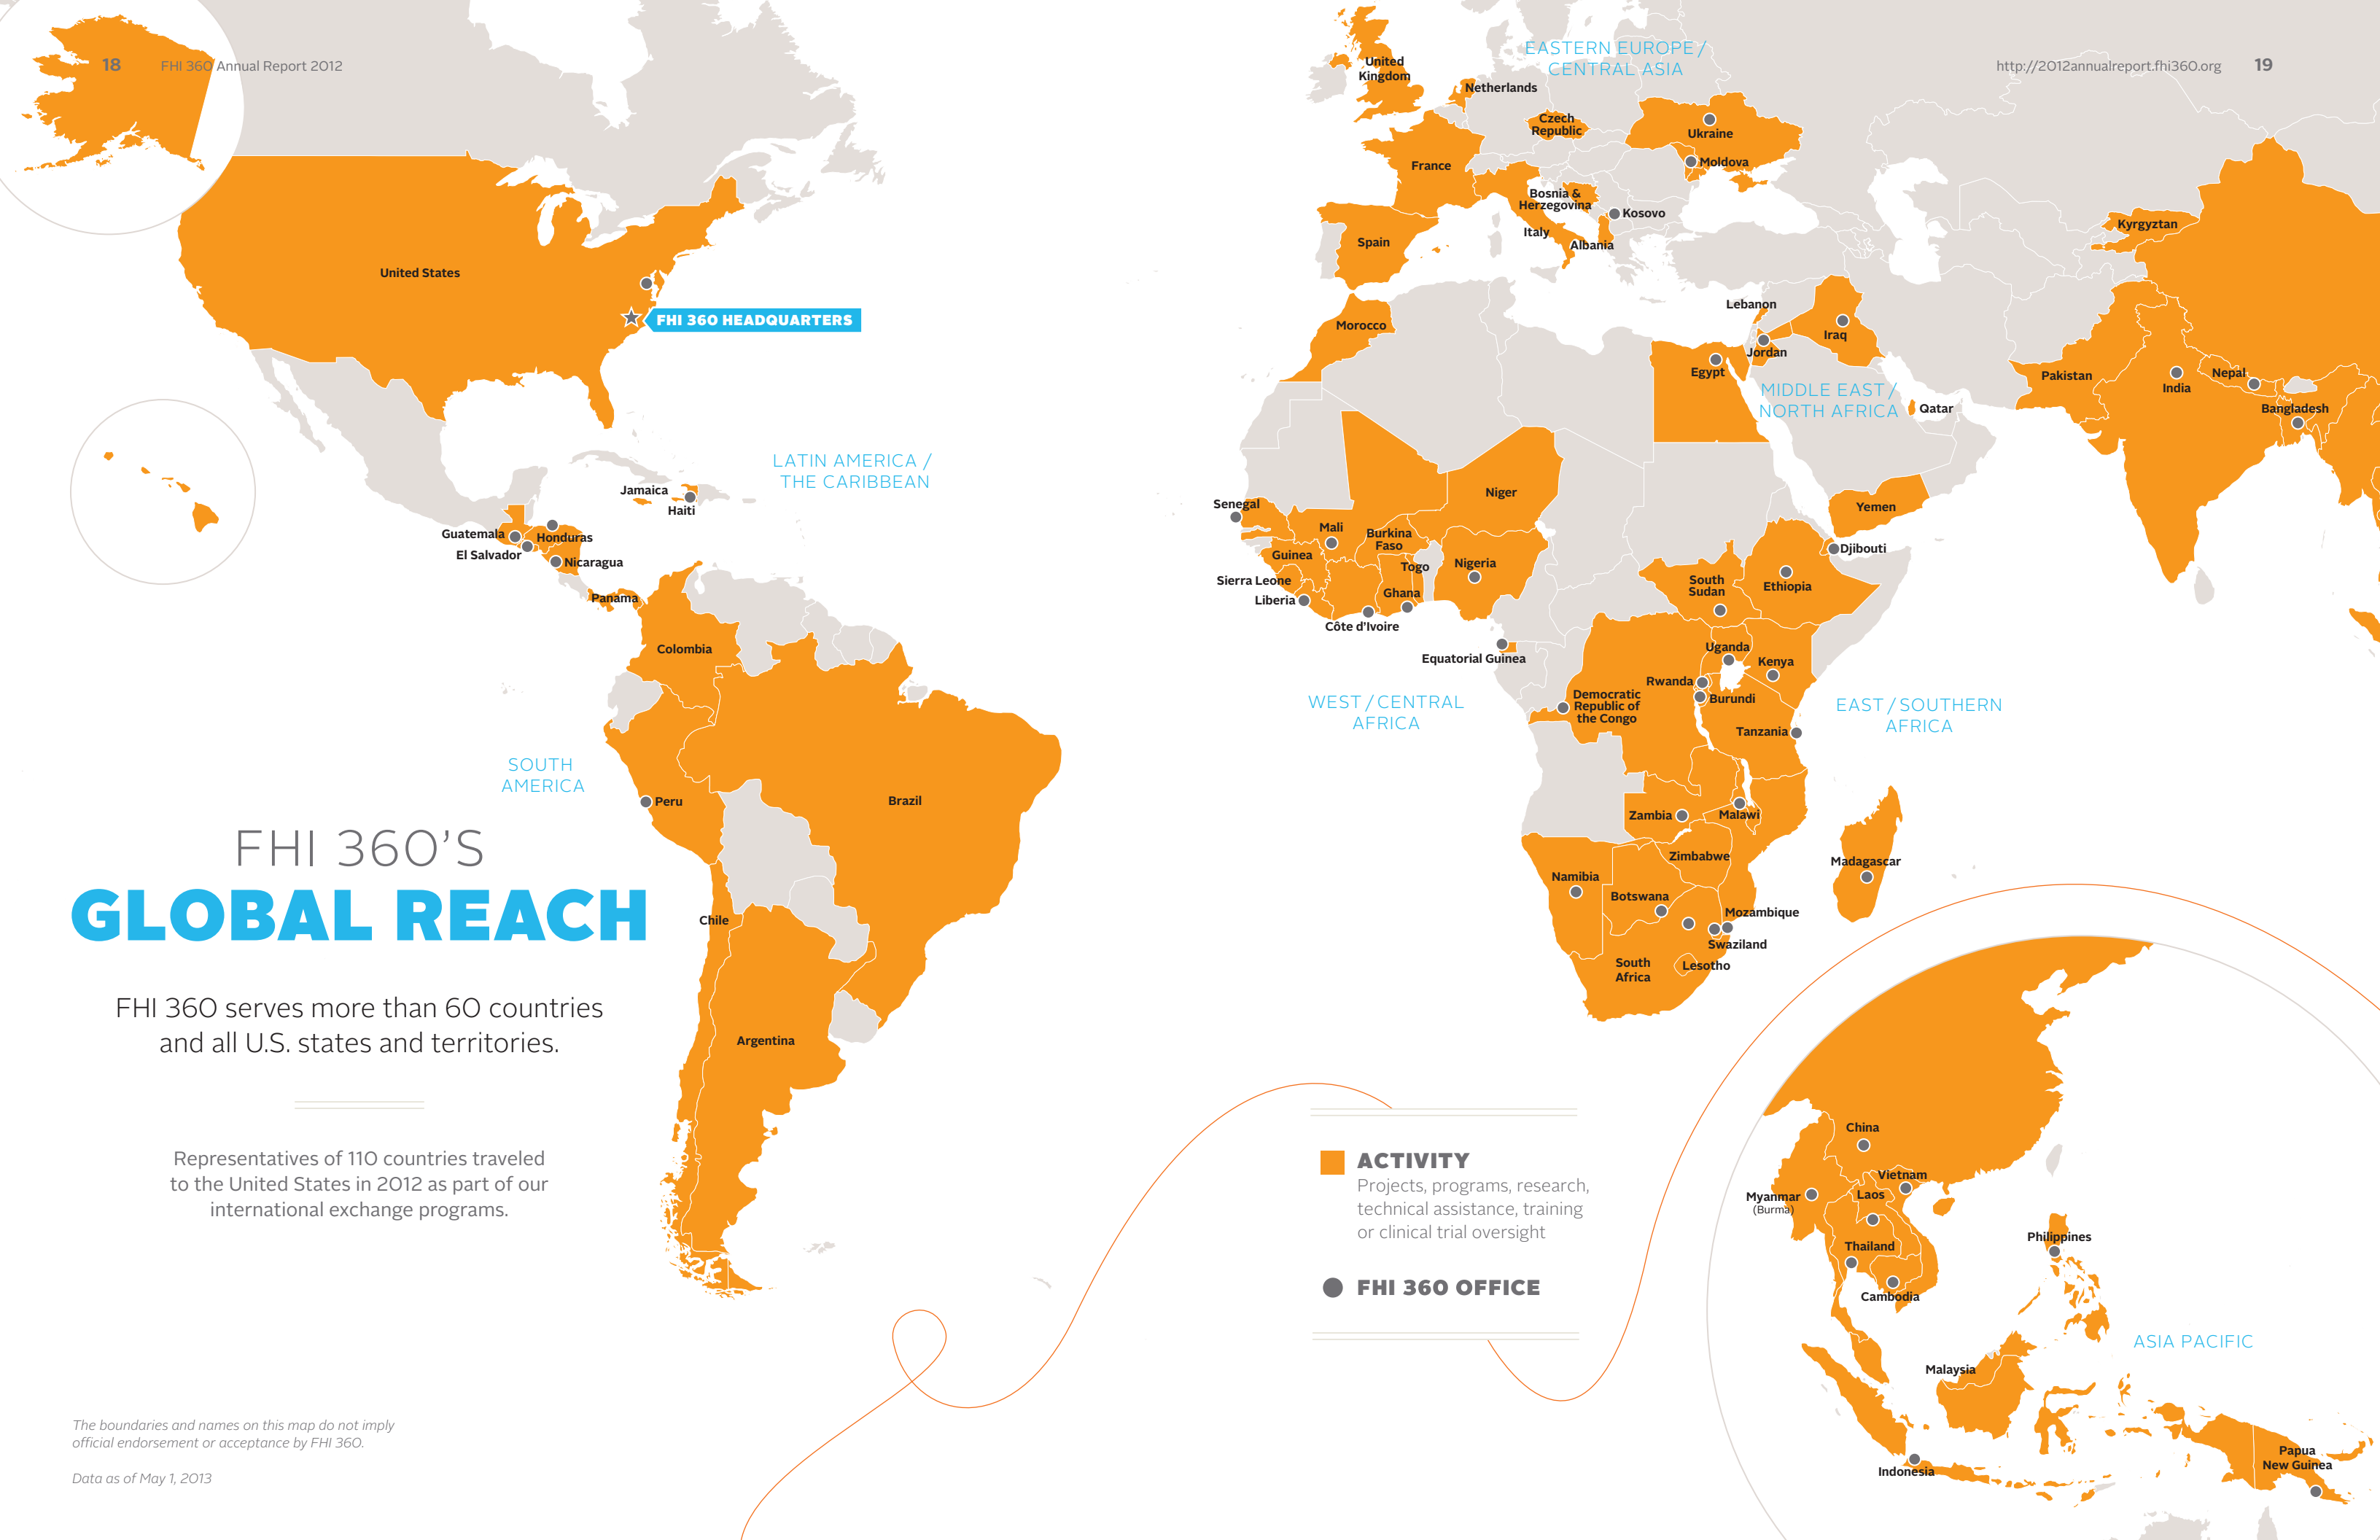 18
FHI 360 Annual Report 2012
http://2012annualreport.fhi360.org
19
United States
FHI 360 HEADQUARTERS
LATIN AMERICA /
THE CARIBBEAN
Jamaica
Haiti
Guatemala
Honduras
El Salvador
Nicaragua
Panama
Colombia
SOUTH
AMERICA
Peru
Brazil
Chile
Argentina
FHI 360'S
GLOBAL REACH
FHI 360 serves more than 60 countries
and all U.S. states and territories.
Representatives of 110 countries traveled
to the United States in 2012 as part of our
international exchange programs.
The boundaries and names on this map do not imply
official endorsement or acceptance by FHI 360.
Data as of May 1, 2013
EASTERN EUROPE /
CENTRAL ASIA
United
Kingdom
Netherlands
Czech
Republic
Ukraine
Moldova
France
Bosnia &
Herzegovina
Kosovo
Italy
Albania
Spain
Kyrgyztan
Morocco
Lebanon
Iraq
Jordan
Egypt
MIDDLE EAST /
NORTH AFRICA
Qatar
Pakistan
India
Nepal
Bangladesh
Yemen
Djibouti
Senegal
Mali
Niger
Burkina
Faso
Guinea
Togo
Nigeria
Sierra Leone
Liberia
Ghana
Côte d'Ivoire
Equatorial Guinea
South
Sudan
Ethiopia
Uganda
Kenya
Rwanda
Burundi
Democratic
Republic of
the Congo
Tanzania
WEST / CENTRAL
AFRICA
EAST / SOUTHERN
AFRICA
Zambia
Malawi
Zimbabwe
Madagascar
Namibia
Botswana
Mozambique
Swaziland
South
Africa
Lesotho
ACTIVITY
Projects, programs, research,
technical assistance, training
or clinical trial oversight
FHI 360 OFFICE
China
Vietnam
Myanmar
(Burma)
Laos
Thailand
Cambodia
Philippines
ASIA PACIFIC
Malaysia
Indonesia
Papua
New Guinea